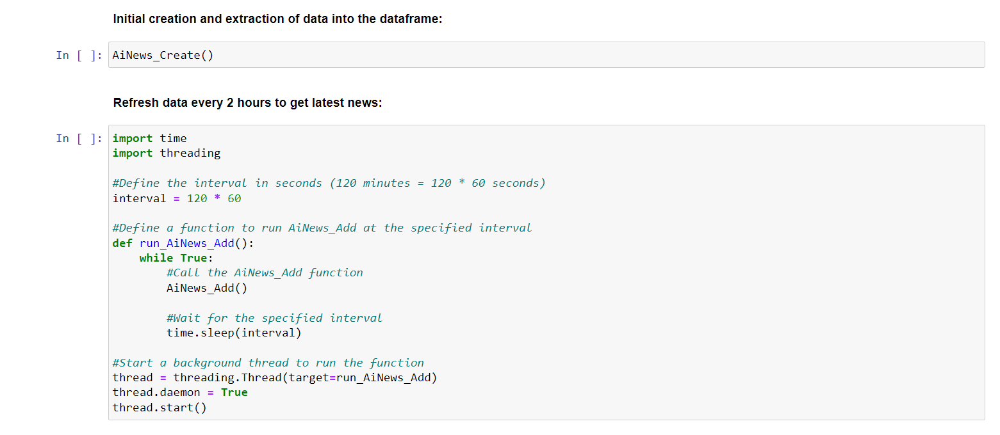 Initial creation and extraction of data into the dataframe:
In [ ]: AiNews_Create()
Refresh data every 2 hours to get latest news:
In [ ]: import time
import threading
#Define the interval in seconds (120 minutes = 120 * 60 seconds)
interval = 120 * 60
#Define a function to run AiNews_Add at the specified interval
def run_AiNews_Add():
    while True:
        #Call the AiNews_Add function
        AiNews_Add()
        #Wait for the specified interval
        time.sleep(interval)
#Start a background thread to run the function
thread = threading.Thread(target=run_AiNews_Add)
thread.daemon = True
thread.start()